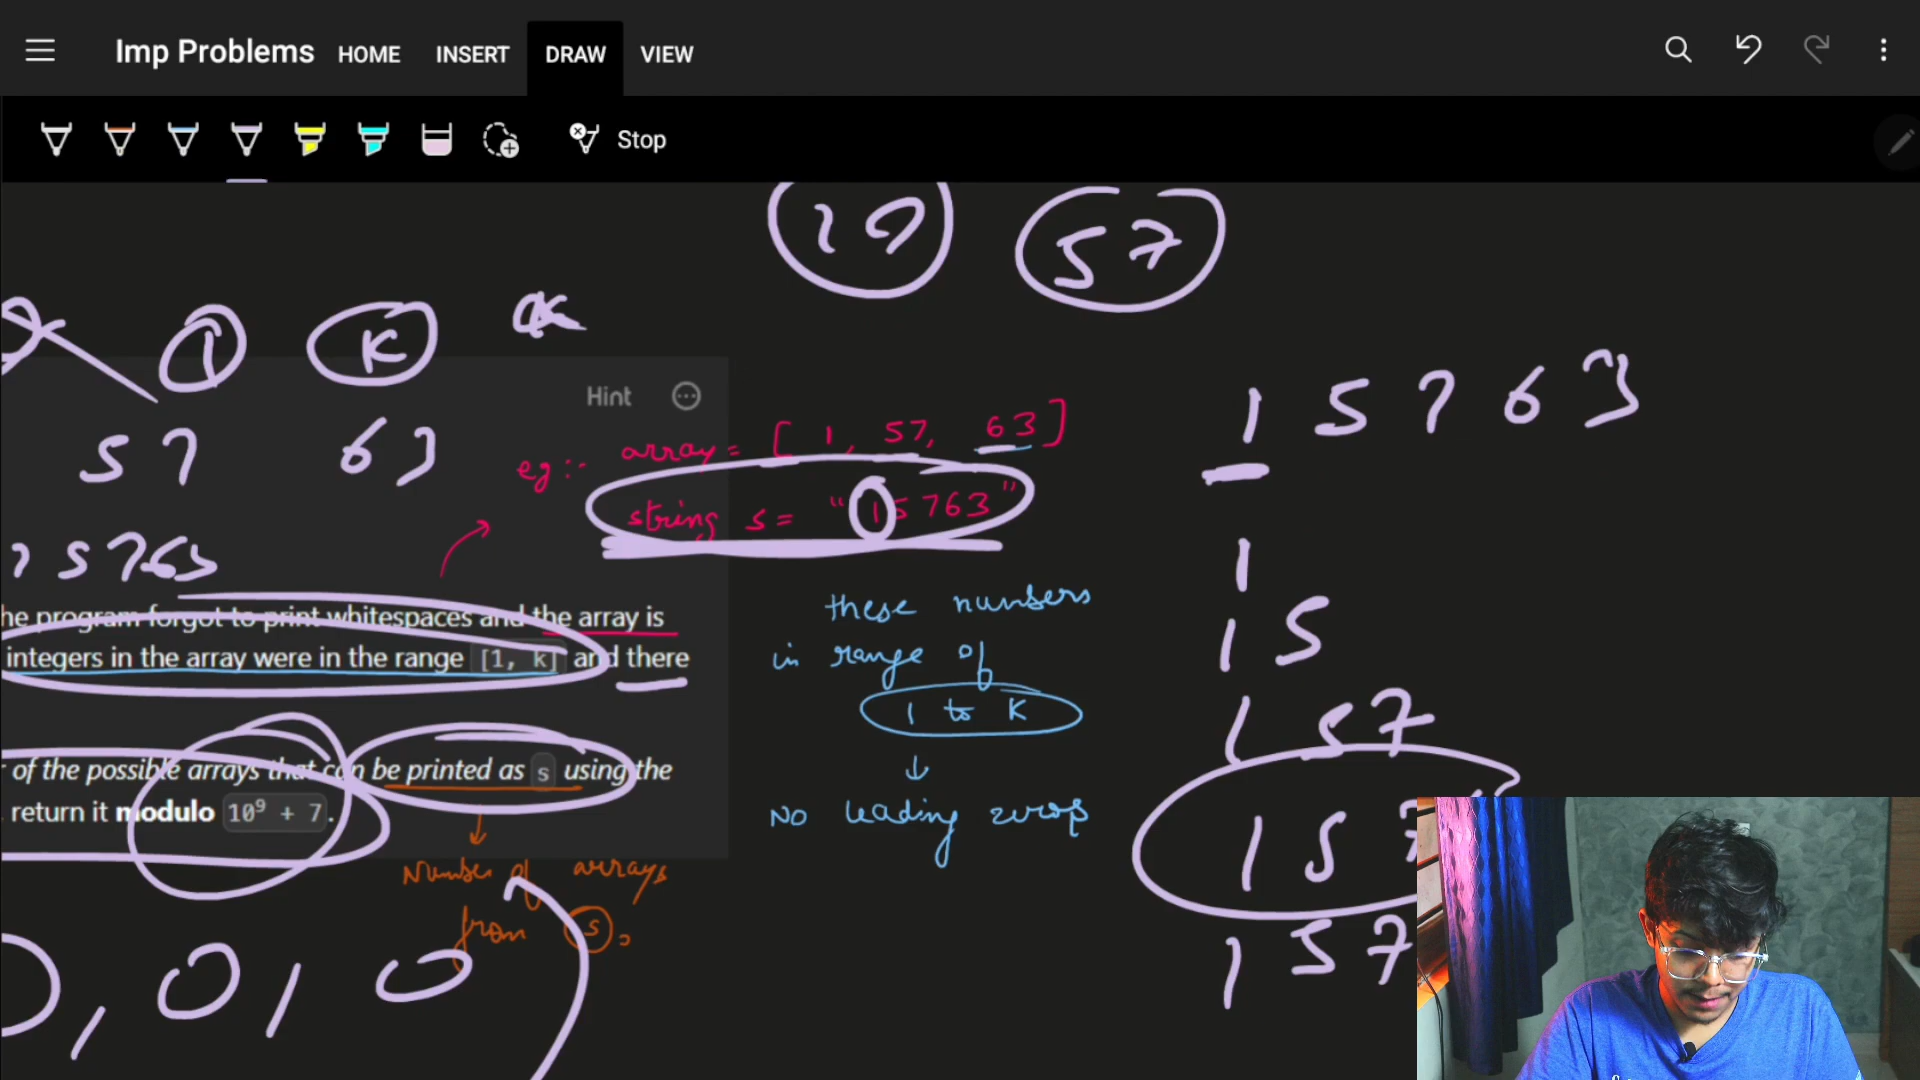 Imp Problems HOME INSERT DRAW VIEW
Stop
19 57
1 K
57 63
Hint
eg :- array = [ 1, 57, 63 ]
string s = "15763"
1 5 7 6 3
5763
he program forgot to print whitespaces and the array is
integers in the array were in the range [1, k] and there
of the possible arrays that can be printed as s using the
return it modulo 10⁹ + 7.
Number of arrays
from s,
0, 0
these numbers
in range of
1 to K
↓
No leading zeros
1
1 5
1 5 7
1 5 7
1 5 7